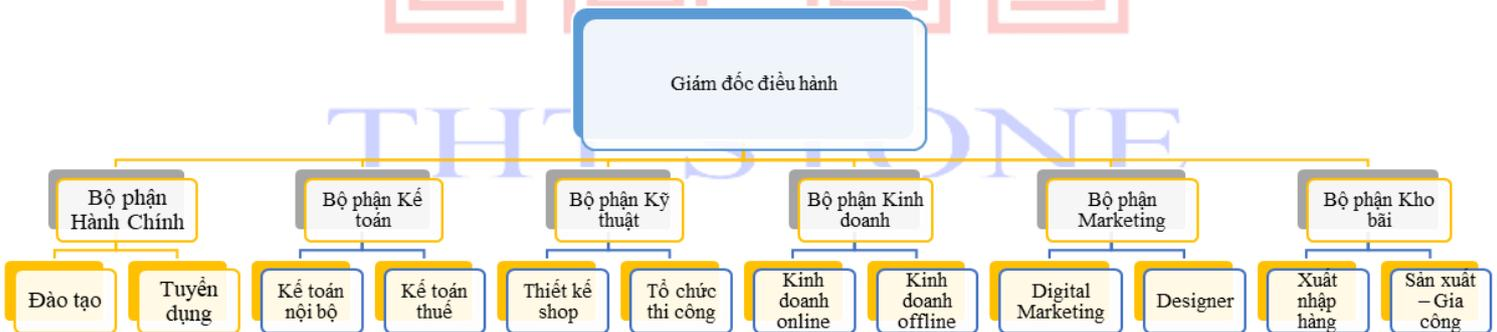 Giám đốc điều hành
THT STONE
Bộ phận
Hành Chính
Bộ phận Kế
toán
Bộ phận Kỹ
thuật
Bộ phận Kinh
doanh
Bộ phận
Marketing
Bộ phận Kho
bãi
Đào tạo
Tuyển
dụng
Kế toán
nội bộ
Kế toán
thuế
Thiết kế
shop
Tổ chức
thi công
Kinh
doanh
online
Kinh
doanh
offline
Digital
Marketing
Designer
Xuất
nhập
hàng
Sản xuất
– Gia
công